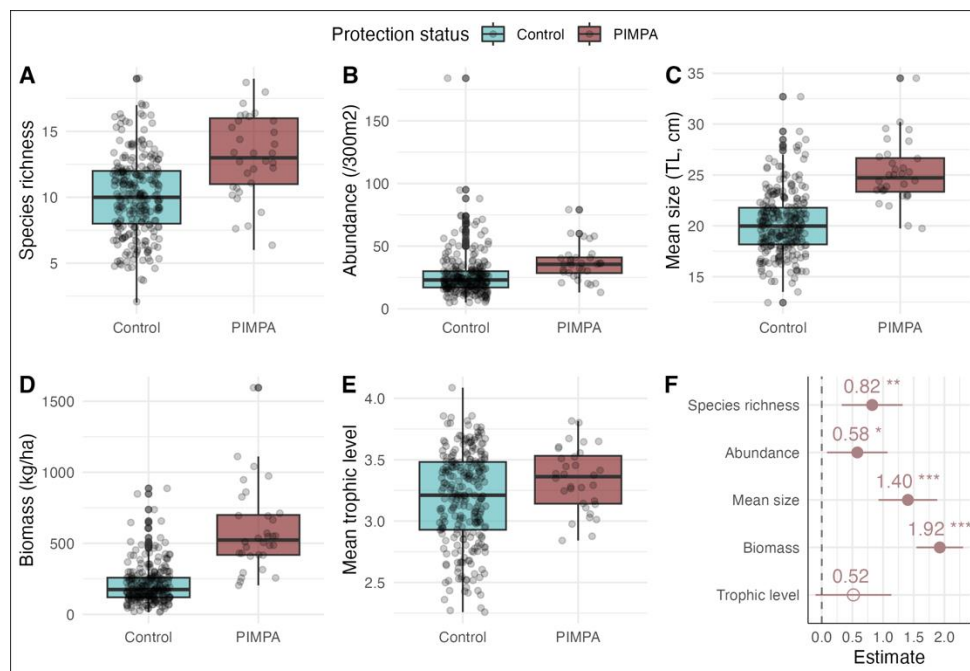 Protection status Control PIMPA
A
Species richness
15
10
5
Control PIMPA
B
Abundance (/300m2)
150
100
50
0
Control PIMPA
C
Mean size (TL, cm)
35
30
25
20
15
Control PIMPA
D
Biomass (kg/ha)
1500
1000
500
0
Control PIMPA
E
Mean trophic level
4.0
3.5
3.0
2.5
Control PIMPA
F
Species richness 0.82 **
Abundance 0.58 *
Mean size 1.40 ***
Biomass 1.92 ***
Trophic level 0.52
0.0 0.5 1.0 1.5 2.0
Estimate